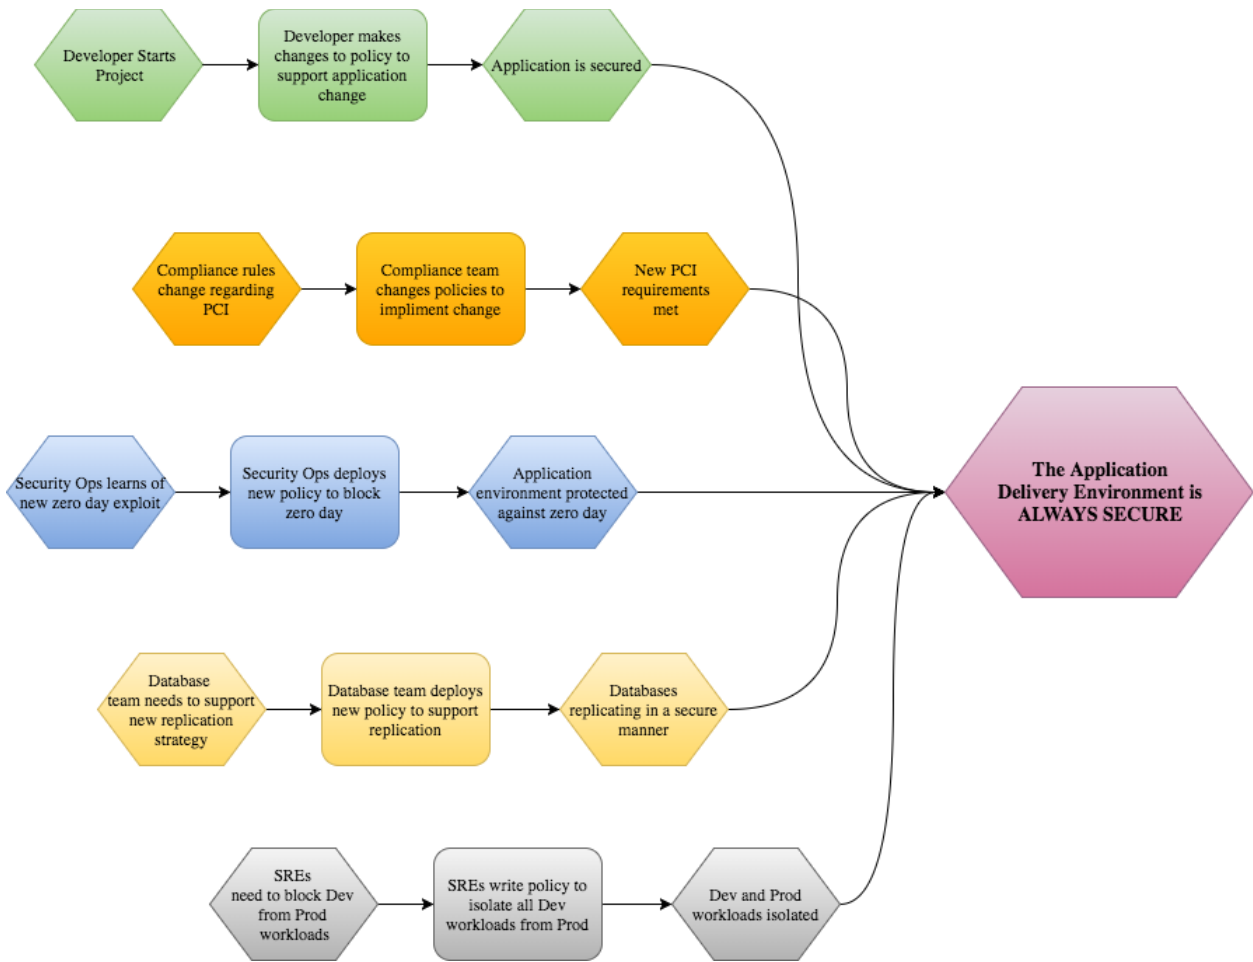 Developer Starts
Project
Developer makes
changes to policy to
support application
change
Application is secured
Compliance rules
change regarding
PCI
Compliance team
changes policies to
impliment change
New PCI
requirements
met
Security Ops learns of
new zero day exploit
Security Ops deploys
new policy to block
zero day
Application
environment protected
against zero day
The Application
Delivery Environment is
ALWAYS SECURE
Database
team needs to support
new replication
strategy
Database team deploys
new policy to support
replication
Databases
replicating in a secure
manner
SREs
need to block Dev
from Prod
workloads
SREs write policy to
isolate all Dev
workloads from Prod
Dev and Prod
workloads isolated